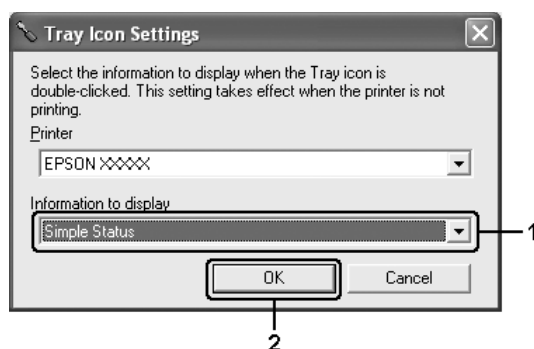 Tray Icon Settings
Select the information to display when the Tray icon is
double-clicked. This setting takes effect when the printer is not
printing.
Printer
EPSON XXXXX
Information to display
Simple Status
1
OK
Cancel
2